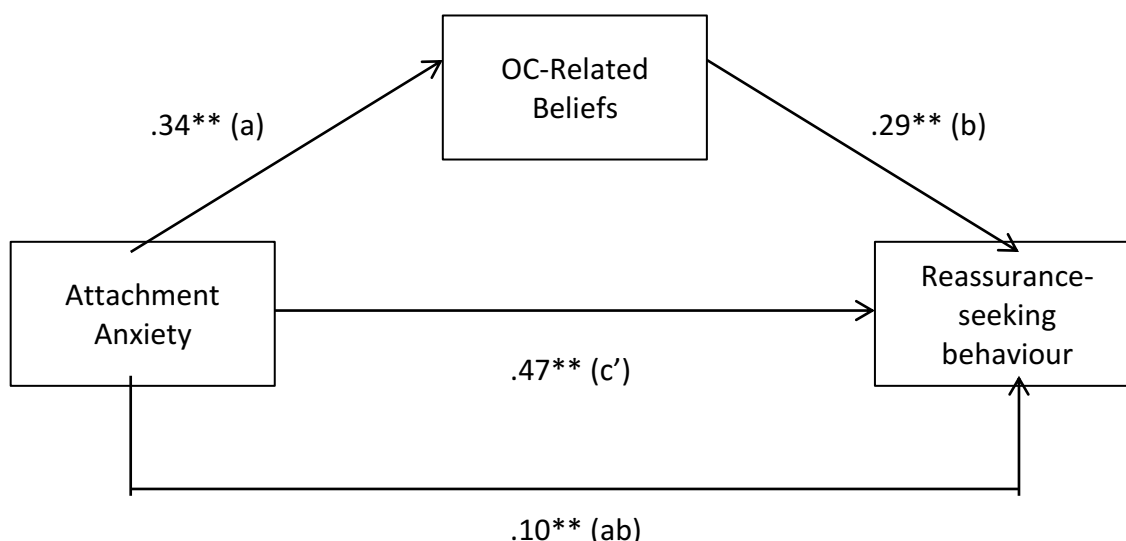 OC-Related
Beliefs
.34** (a)
.29** (b)
Attachment
Anxiety
Reassurance-
seeking
behaviour
.47** (c’)
.10** (ab)